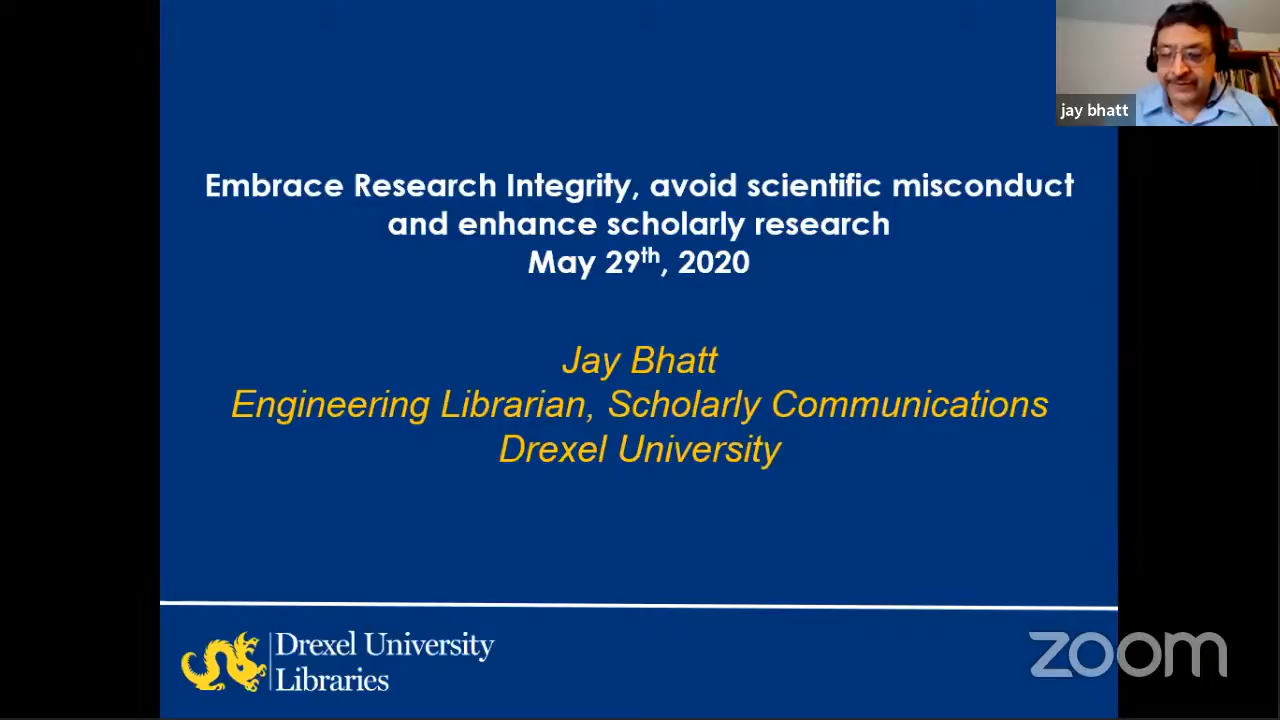 jay bhatt
Embrace Research Integrity, avoid scientific misconduct
and enhance scholarly research
May 29th, 2020
Jay Bhatt
Engineering Librarian, Scholarly Communications
Drexel University
Drexel University
Libraries
zoom